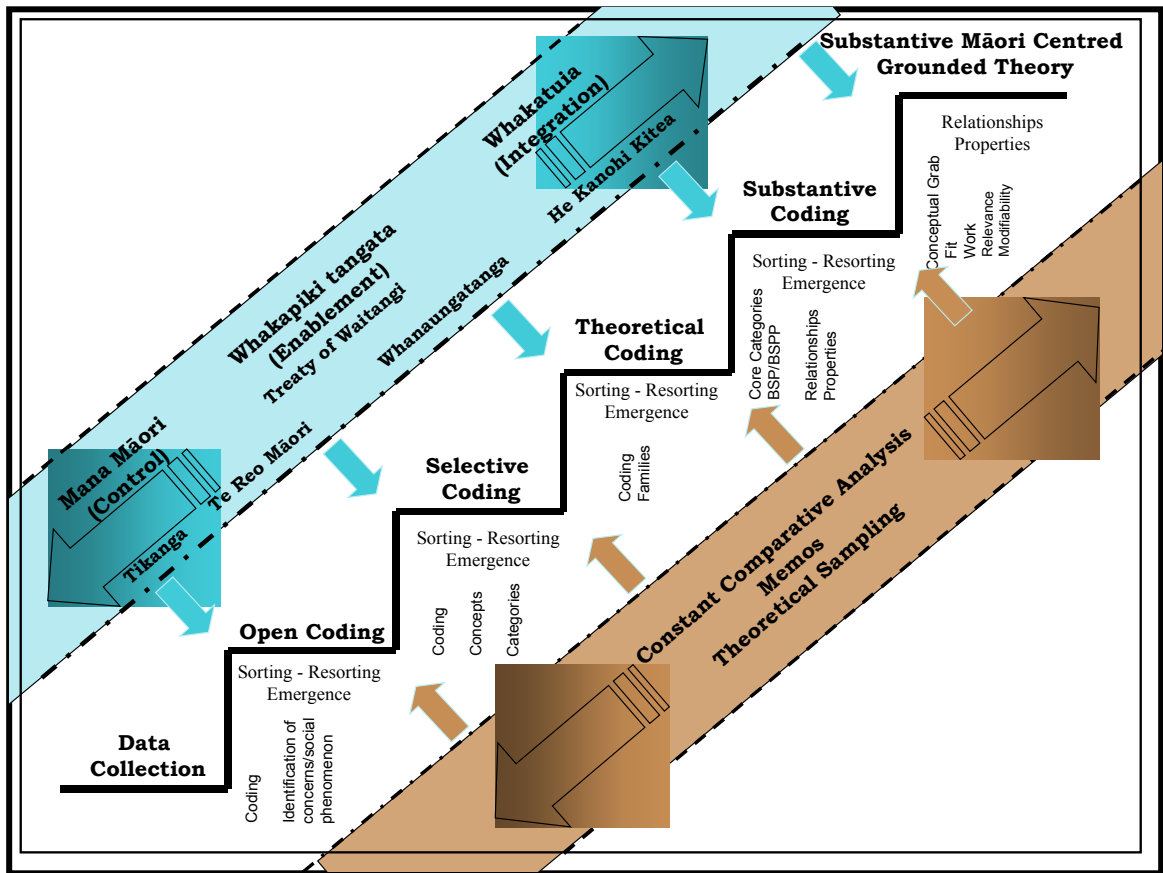 Substantive Māori Centred
Grounded Theory
Relationships
Properties
Conceptual Grab
Fit
Work
Relevance
Modifiability
Whakatuia
(Integration)
He Kanohi Kitea
Substantive
Coding
Sorting - Resorting
Emergence
Core Categories
BSP/BSPP
Relationships
Properties
Whakapiki tangata
(Enablement)
Treaty of Waitangi
Whanaungatanga
Theoretical
Coding
Sorting - Resorting
Emergence
Coding
Families
Mana Māori
(Control)
Te Reo Māori
Tikanga
Selective
Coding
Sorting - Resorting
Emergence
Coding
Concepts
Categories
Constant Comparative Analysis
Memos
Theoretical Sampling
Open Coding
Sorting - Resorting
Emergence
Coding
Identification of
concerns/social
phenomenon
Data
Collection